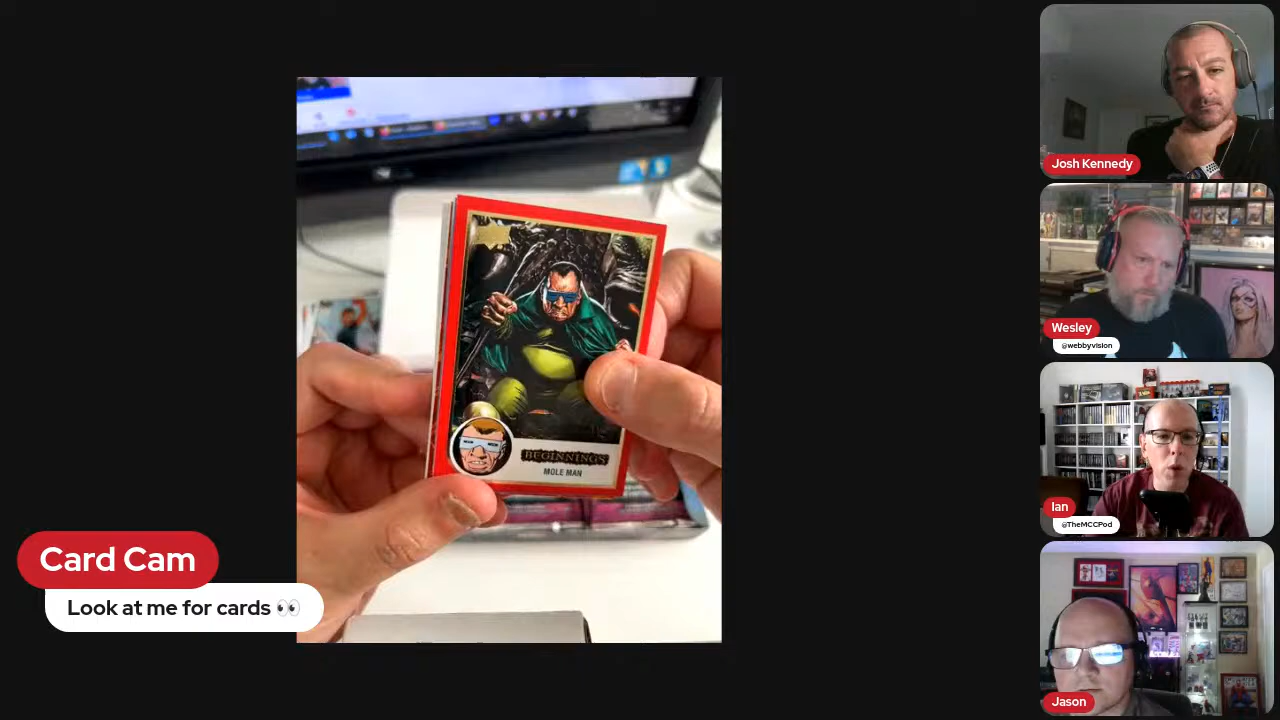 BEGINNINGS
MOLE MAN
Card Cam
Look at me for cards 👀
Josh Kennedy
Wesley
@webbyvision
Ian
@TheMCCPod
Jason